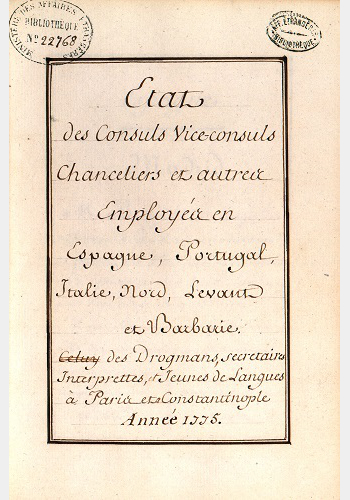 MINISTÈRE DES AFFAIRES ÉTRANGÈRES
BIBLIOTHÈQUE
No 22768
AFF. ETRANGÈRES
BIBLIOTHÈQUE
Etat
des Consuls Vice-consuls
Chanceliers et autres
Employés en
Espagne, Portugal,
Italie, Nord, Levant
et Barbarie.
Celuy des Drogmans, secretaires
Interprettes, et Jeunes de Langues
à Paris et Constantinople
Année 1775.